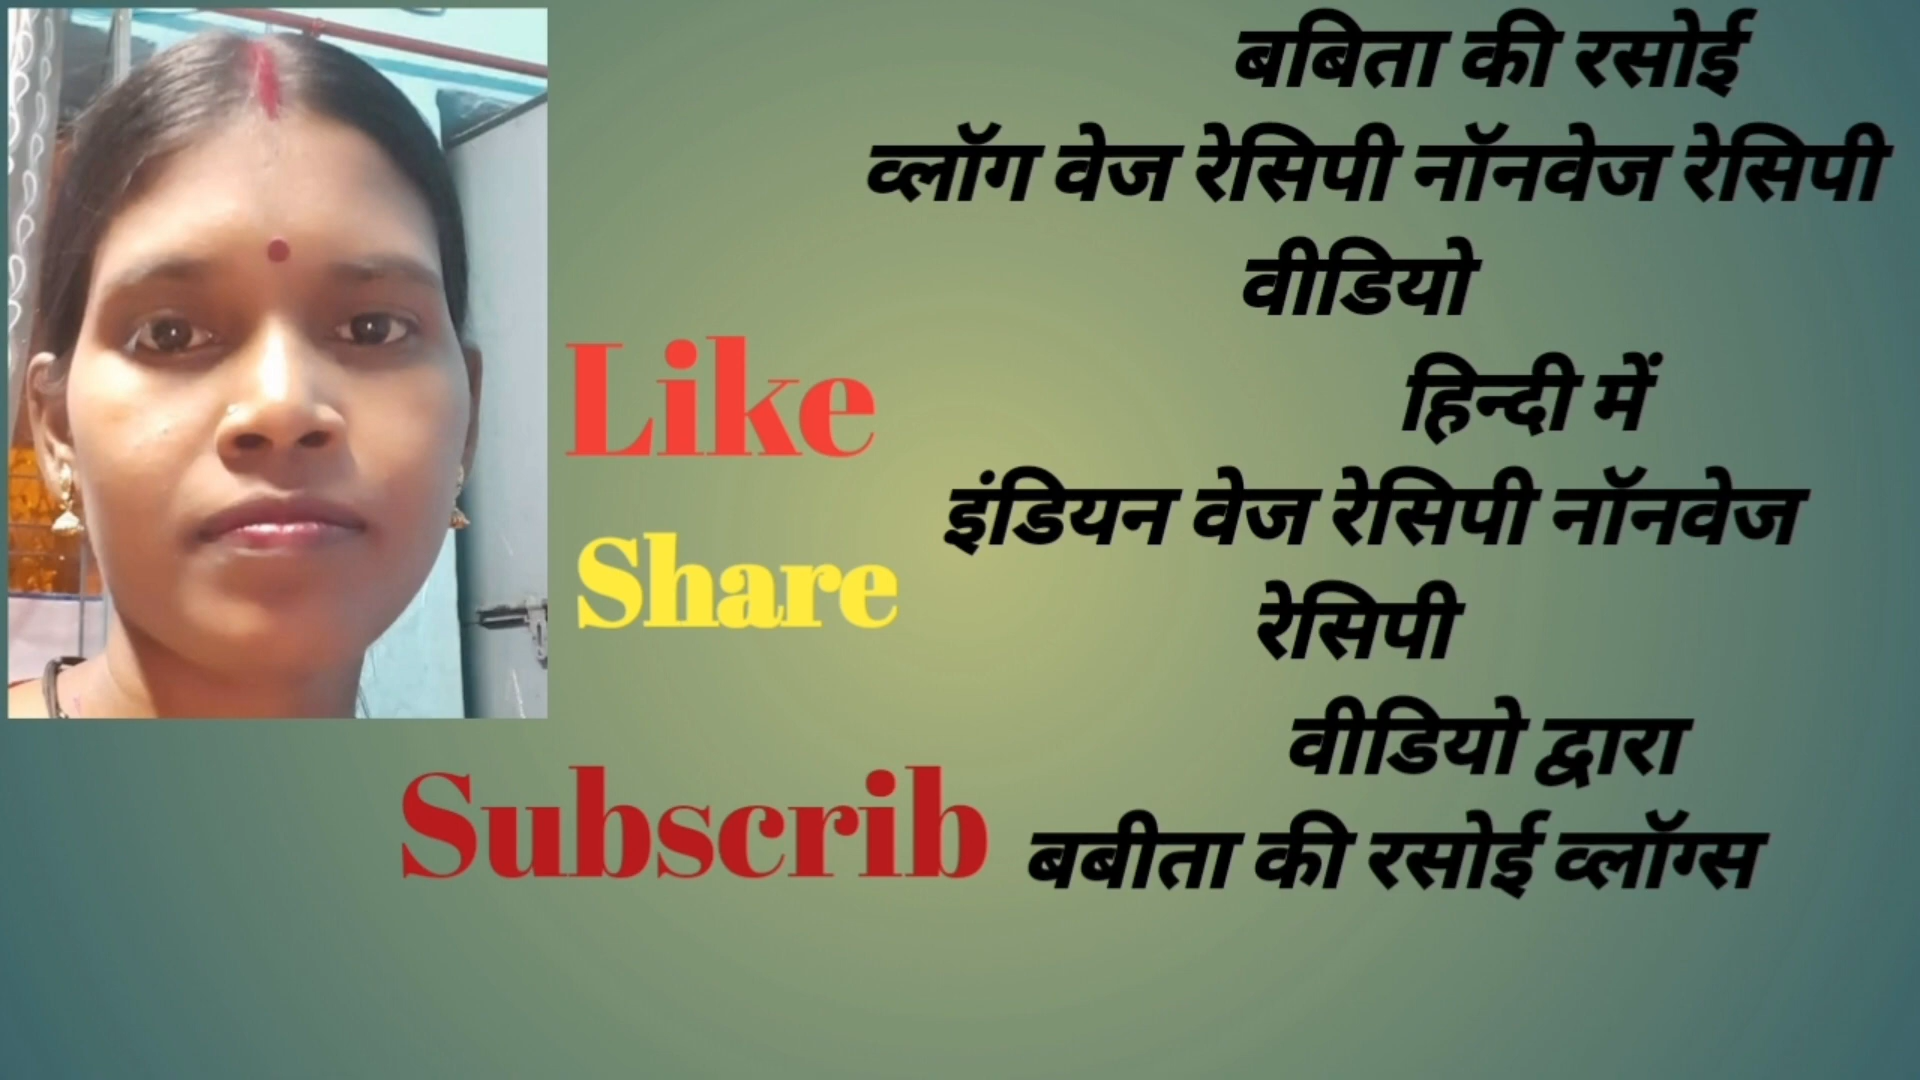 बबिता की रसोई
व्लॉग वेज रेसिपी नॉनवेज रेसिपी
वीडियो
हिन्दी में
इंडियन वेज रेसिपी नॉनवेज
रेसिपी
वीडियो द्वारा
बबीता की रसोई व्लॉग्स
Like
Share
Subscrib